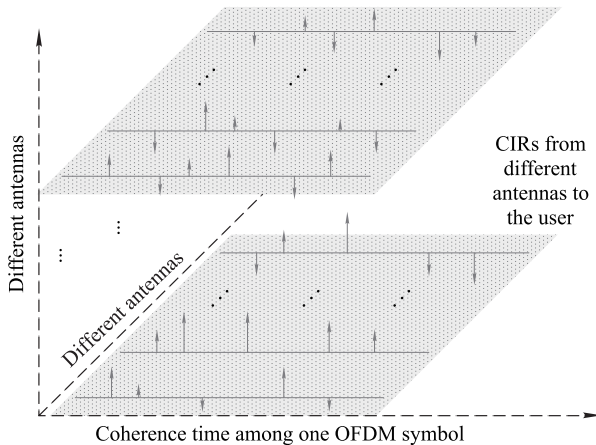 Different antennas
Different antennas
CIRs from
different
antennas to
the user
Coherence time among one OFDM symbol